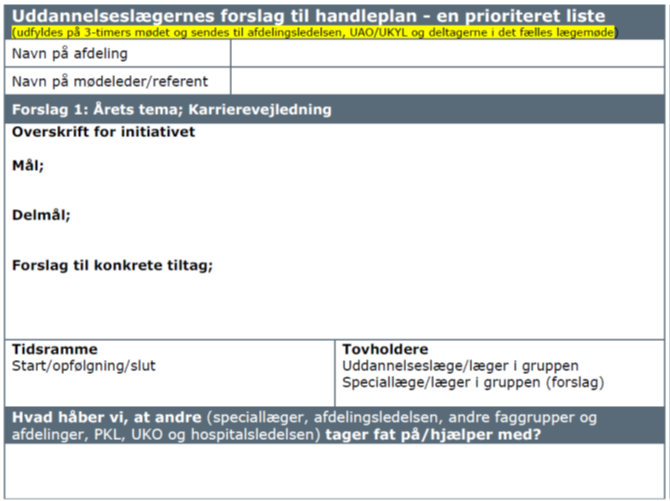 Uddannelseslægernes forslag til handleplan - en prioriteret liste
(udfyldes på 3-timers mødet og sendes til afdelingsledelsen, UAO/UKYL og deltagerne i det fælles lægemøde)
Navn på afdeling
Navn på mødeleder/referent
Forslag 1: Årets tema; Karrierevejledning
Overskrift for initiativet
Mål;
Delmål;
Forslag til konkrete tiltag;
Tidsramme
Start/opfølgning/slut
Tovholdere
Uddannelseslæge/læger i gruppen
Speciallæge/læger i gruppen (forslag)
Hvad håber vi, at andre (speciallæger, afdelingsledelsen, andre faggrupper og
afdelinger, PKL, UKO og hospitalsledelsen) tager fat på/hjælper med?